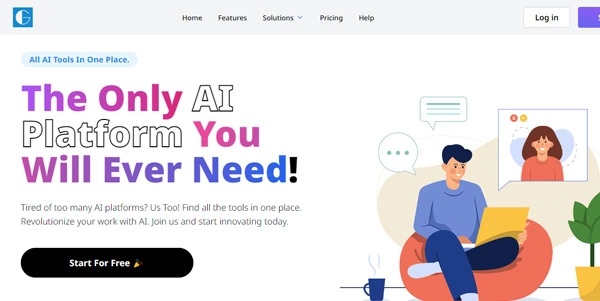 G
Home Features Solutions Pricing Help Log in
All AI Tools In One Place.
The Only AI
Platform You
Will Ever Need!
Tired of too many AI platforms? Us Too! Find all the tools in one place.
Revolutionize your work with AI. Join us and start innovating today.
Start For Free 🎉